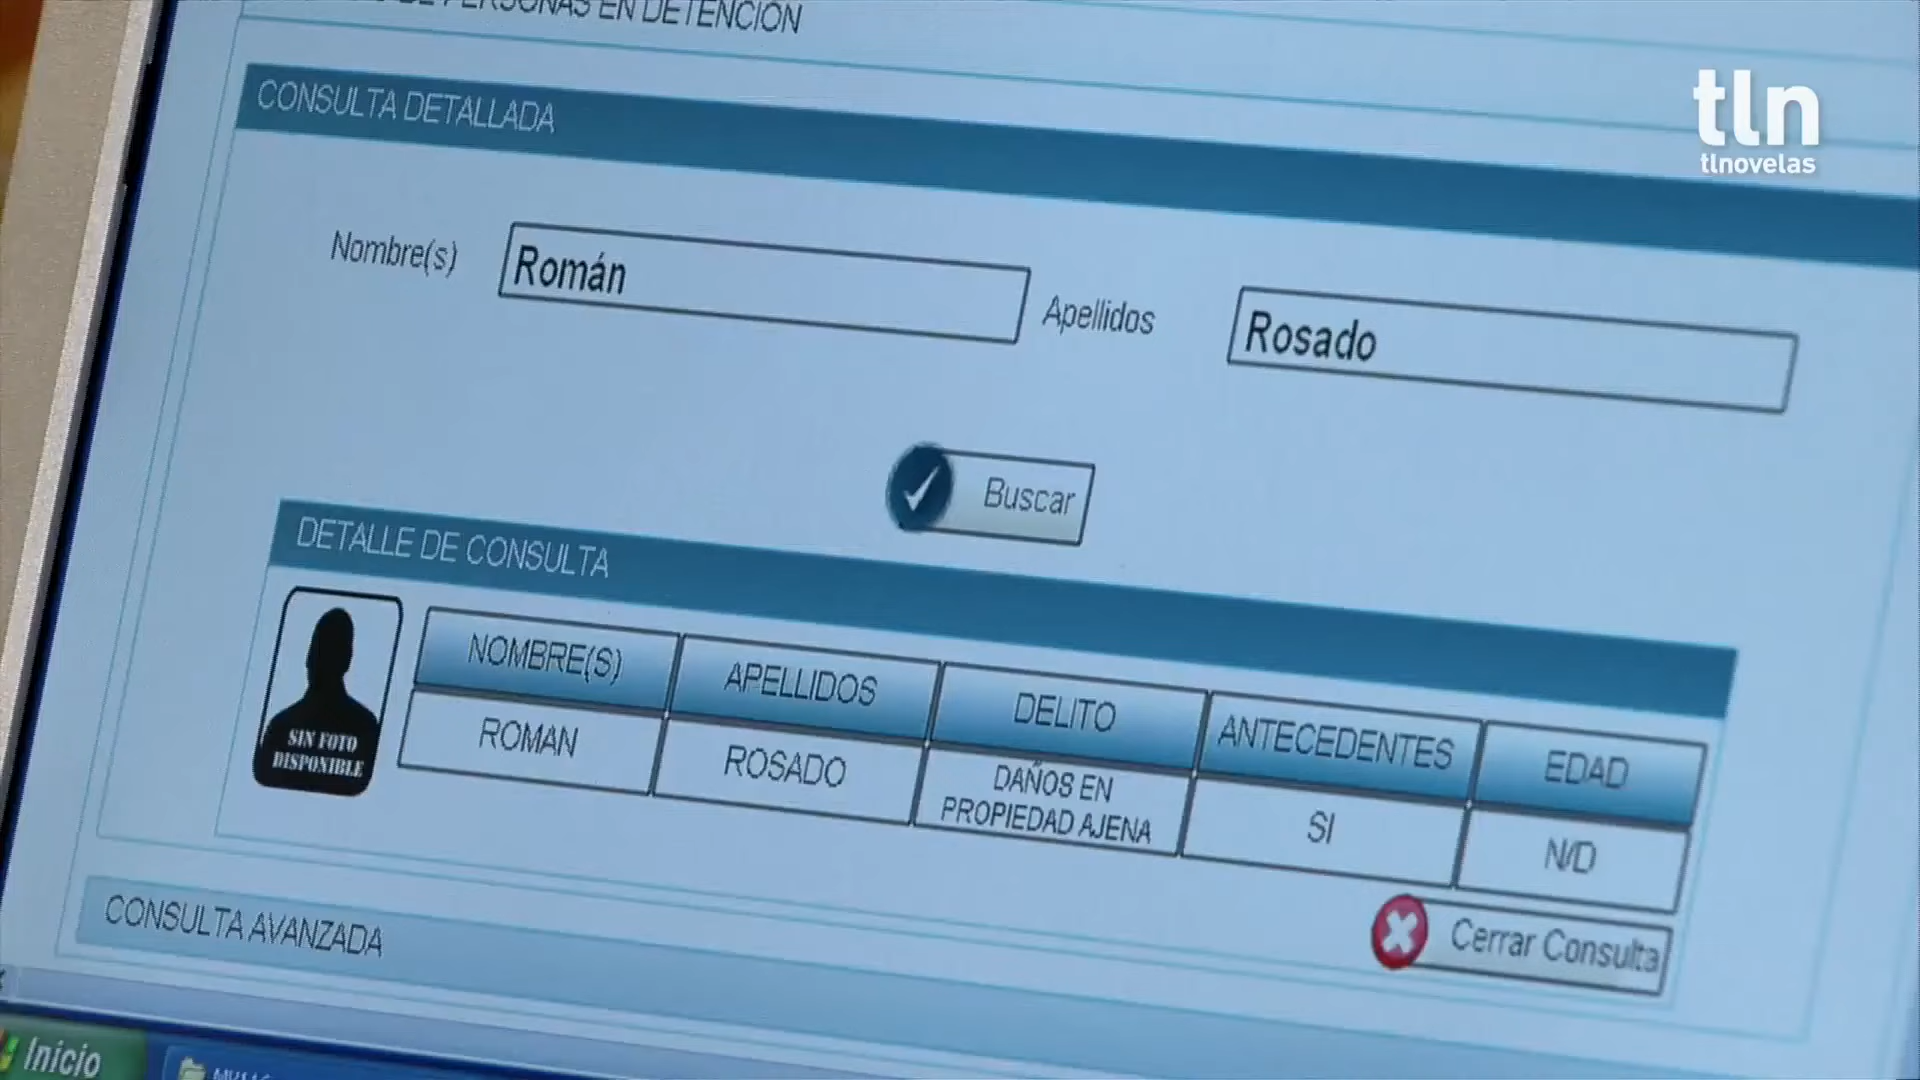 DE PERSONAS EN DETENCIÓN
tln
tlnovelas
CONSULTA DETALLADA
Nombre(s)
Román
Apellidos
Rosado
Buscar
DETALLE DE CONSULTA
SIN FOTO
DISPONIBLE
NOMBRE(S) APELLIDOS DELITO ANTECEDENTES EDAD
ROMAN ROSADO DAÑOS EN
PROPIEDAD AJENA SI N/D
Cerrar Consulta
CONSULTA AVANZADA
Inicio